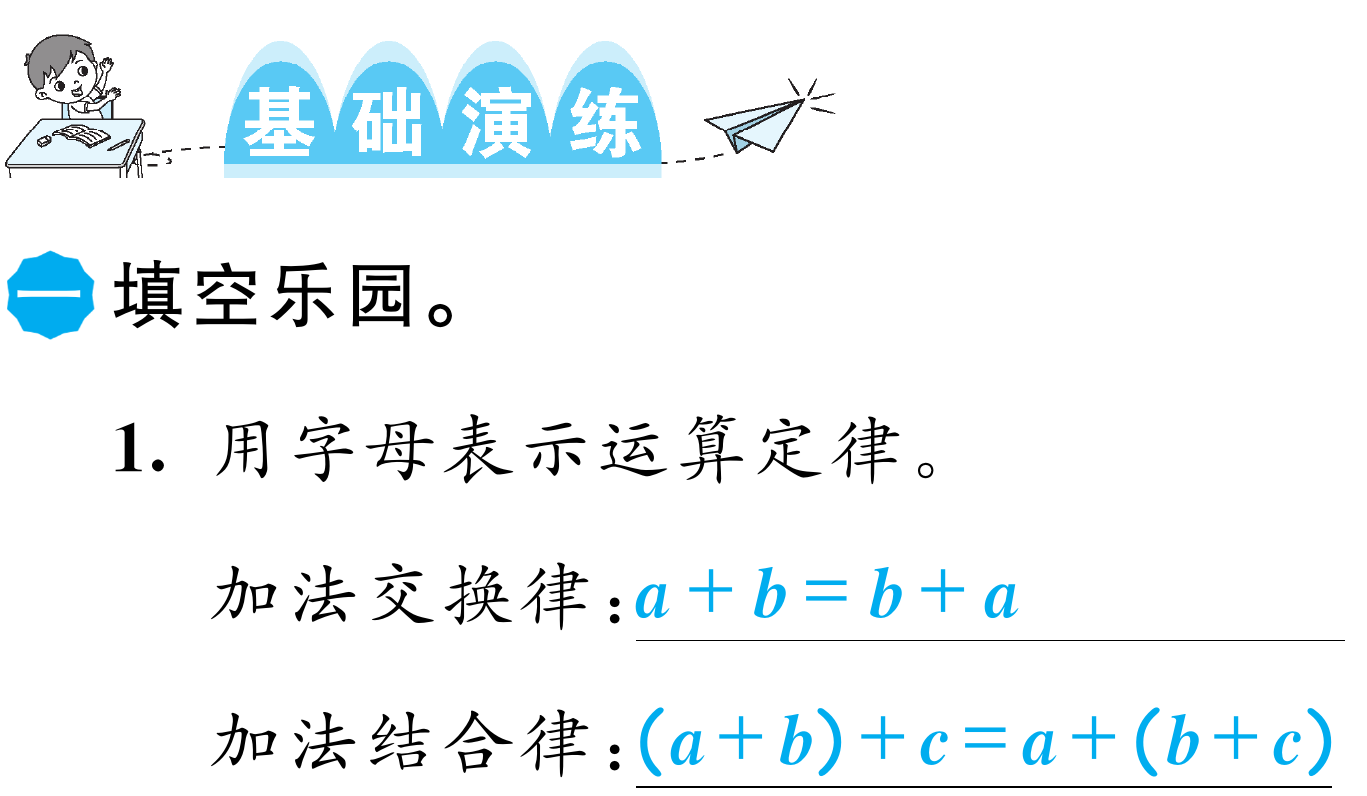 基础演练
一 填空乐园。
1. 用字母表示运算定律。
加法交换律:a+b=b+a
加法结合律:(a+b)+c=a+(b+c)